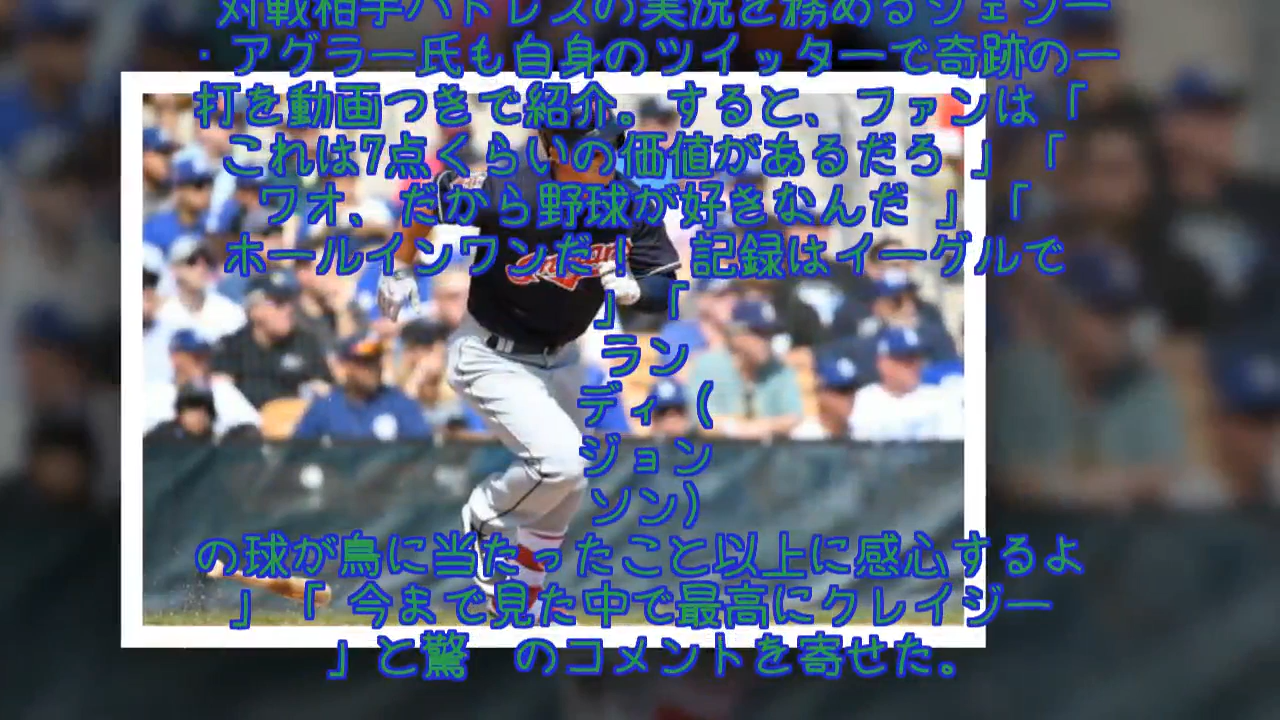 対戦相手パドレスの実況を務めるジェシー
・アグラー氏も自身のツイッターで奇跡の一
打を動画つきで紹介。すると、ファンは「
これは7点くらいの価値があるだろ 」「
ワオ、だから野球が好きなんだ 」「
ホールインワンだ! 記録はイーグルで
」「
ラン
ディ (
ジョン
ソン)
の球が鳥に当たったこと以上に感心するよ
」「 今まで見た中で最高にクレイジー
」と驚 のコメントを寄せた。